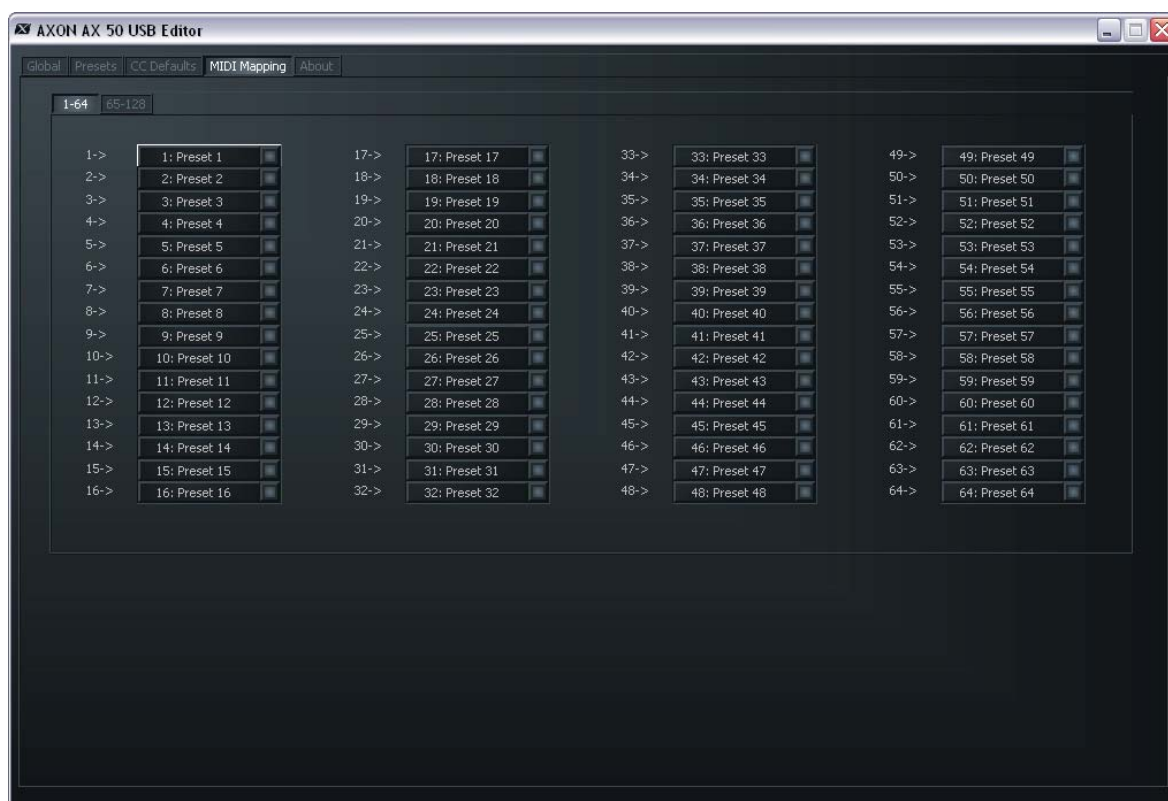 AXON AX 50 USB Editor
Global Presets CC Defaults MIDI Mapping About
1-64 65-128
1-> 1: Preset 1 17-> 17: Preset 17 33-> 33: Preset 33 49-> 49: Preset 49
2-> 2: Preset 2 18-> 18: Preset 18 34-> 34: Preset 34 50-> 50: Preset 50
3-> 3: Preset 3 19-> 19: Preset 19 35-> 35: Preset 35 51-> 51: Preset 51
4-> 4: Preset 4 20-> 20: Preset 20 36-> 36: Preset 36 52-> 52: Preset 52
5-> 5: Preset 5 21-> 21: Preset 21 37-> 37: Preset 37 53-> 53: Preset 53
6-> 6: Preset 6 22-> 22: Preset 22 38-> 38: Preset 38 54-> 54: Preset 54
7-> 7: Preset 7 23-> 23: Preset 23 39-> 39: Preset 39 55-> 55: Preset 55
8-> 8: Preset 8 24-> 24: Preset 24 40-> 40: Preset 40 56-> 56: Preset 56
9-> 9: Preset 9 25-> 25: Preset 25 41-> 41: Preset 41 57-> 57: Preset 57
10-> 10: Preset 10 26-> 26: Preset 26 42-> 42: Preset 42 58-> 58: Preset 58
11-> 11: Preset 11 27-> 27: Preset 27 43-> 43: Preset 43 59-> 59: Preset 59
12-> 12: Preset 12 28-> 28: Preset 28 44-> 44: Preset 44 60-> 60: Preset 60
13-> 13: Preset 13 29-> 29: Preset 29 45-> 45: Preset 45 61-> 61: Preset 61
14-> 14: Preset 14 30-> 30: Preset 30 46-> 46: Preset 46 62-> 62: Preset 62
15-> 15: Preset 15 31-> 31: Preset 31 47-> 47: Preset 47 63-> 63: Preset 63
16-> 16: Preset 16 32-> 32: Preset 32 48-> 48: Preset 48 64-> 64: Preset 64